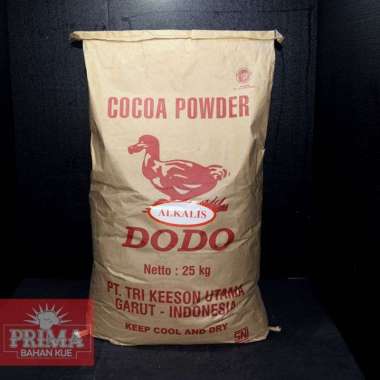 COCOA POWDER
ALKALIS
DODO
Netto : 25 kg
PT. TRI KEESON UTAMA
GARUT - INDONESIA
KEEP COOL AND DRY
SNI
PRIMA
BAHAN KUE